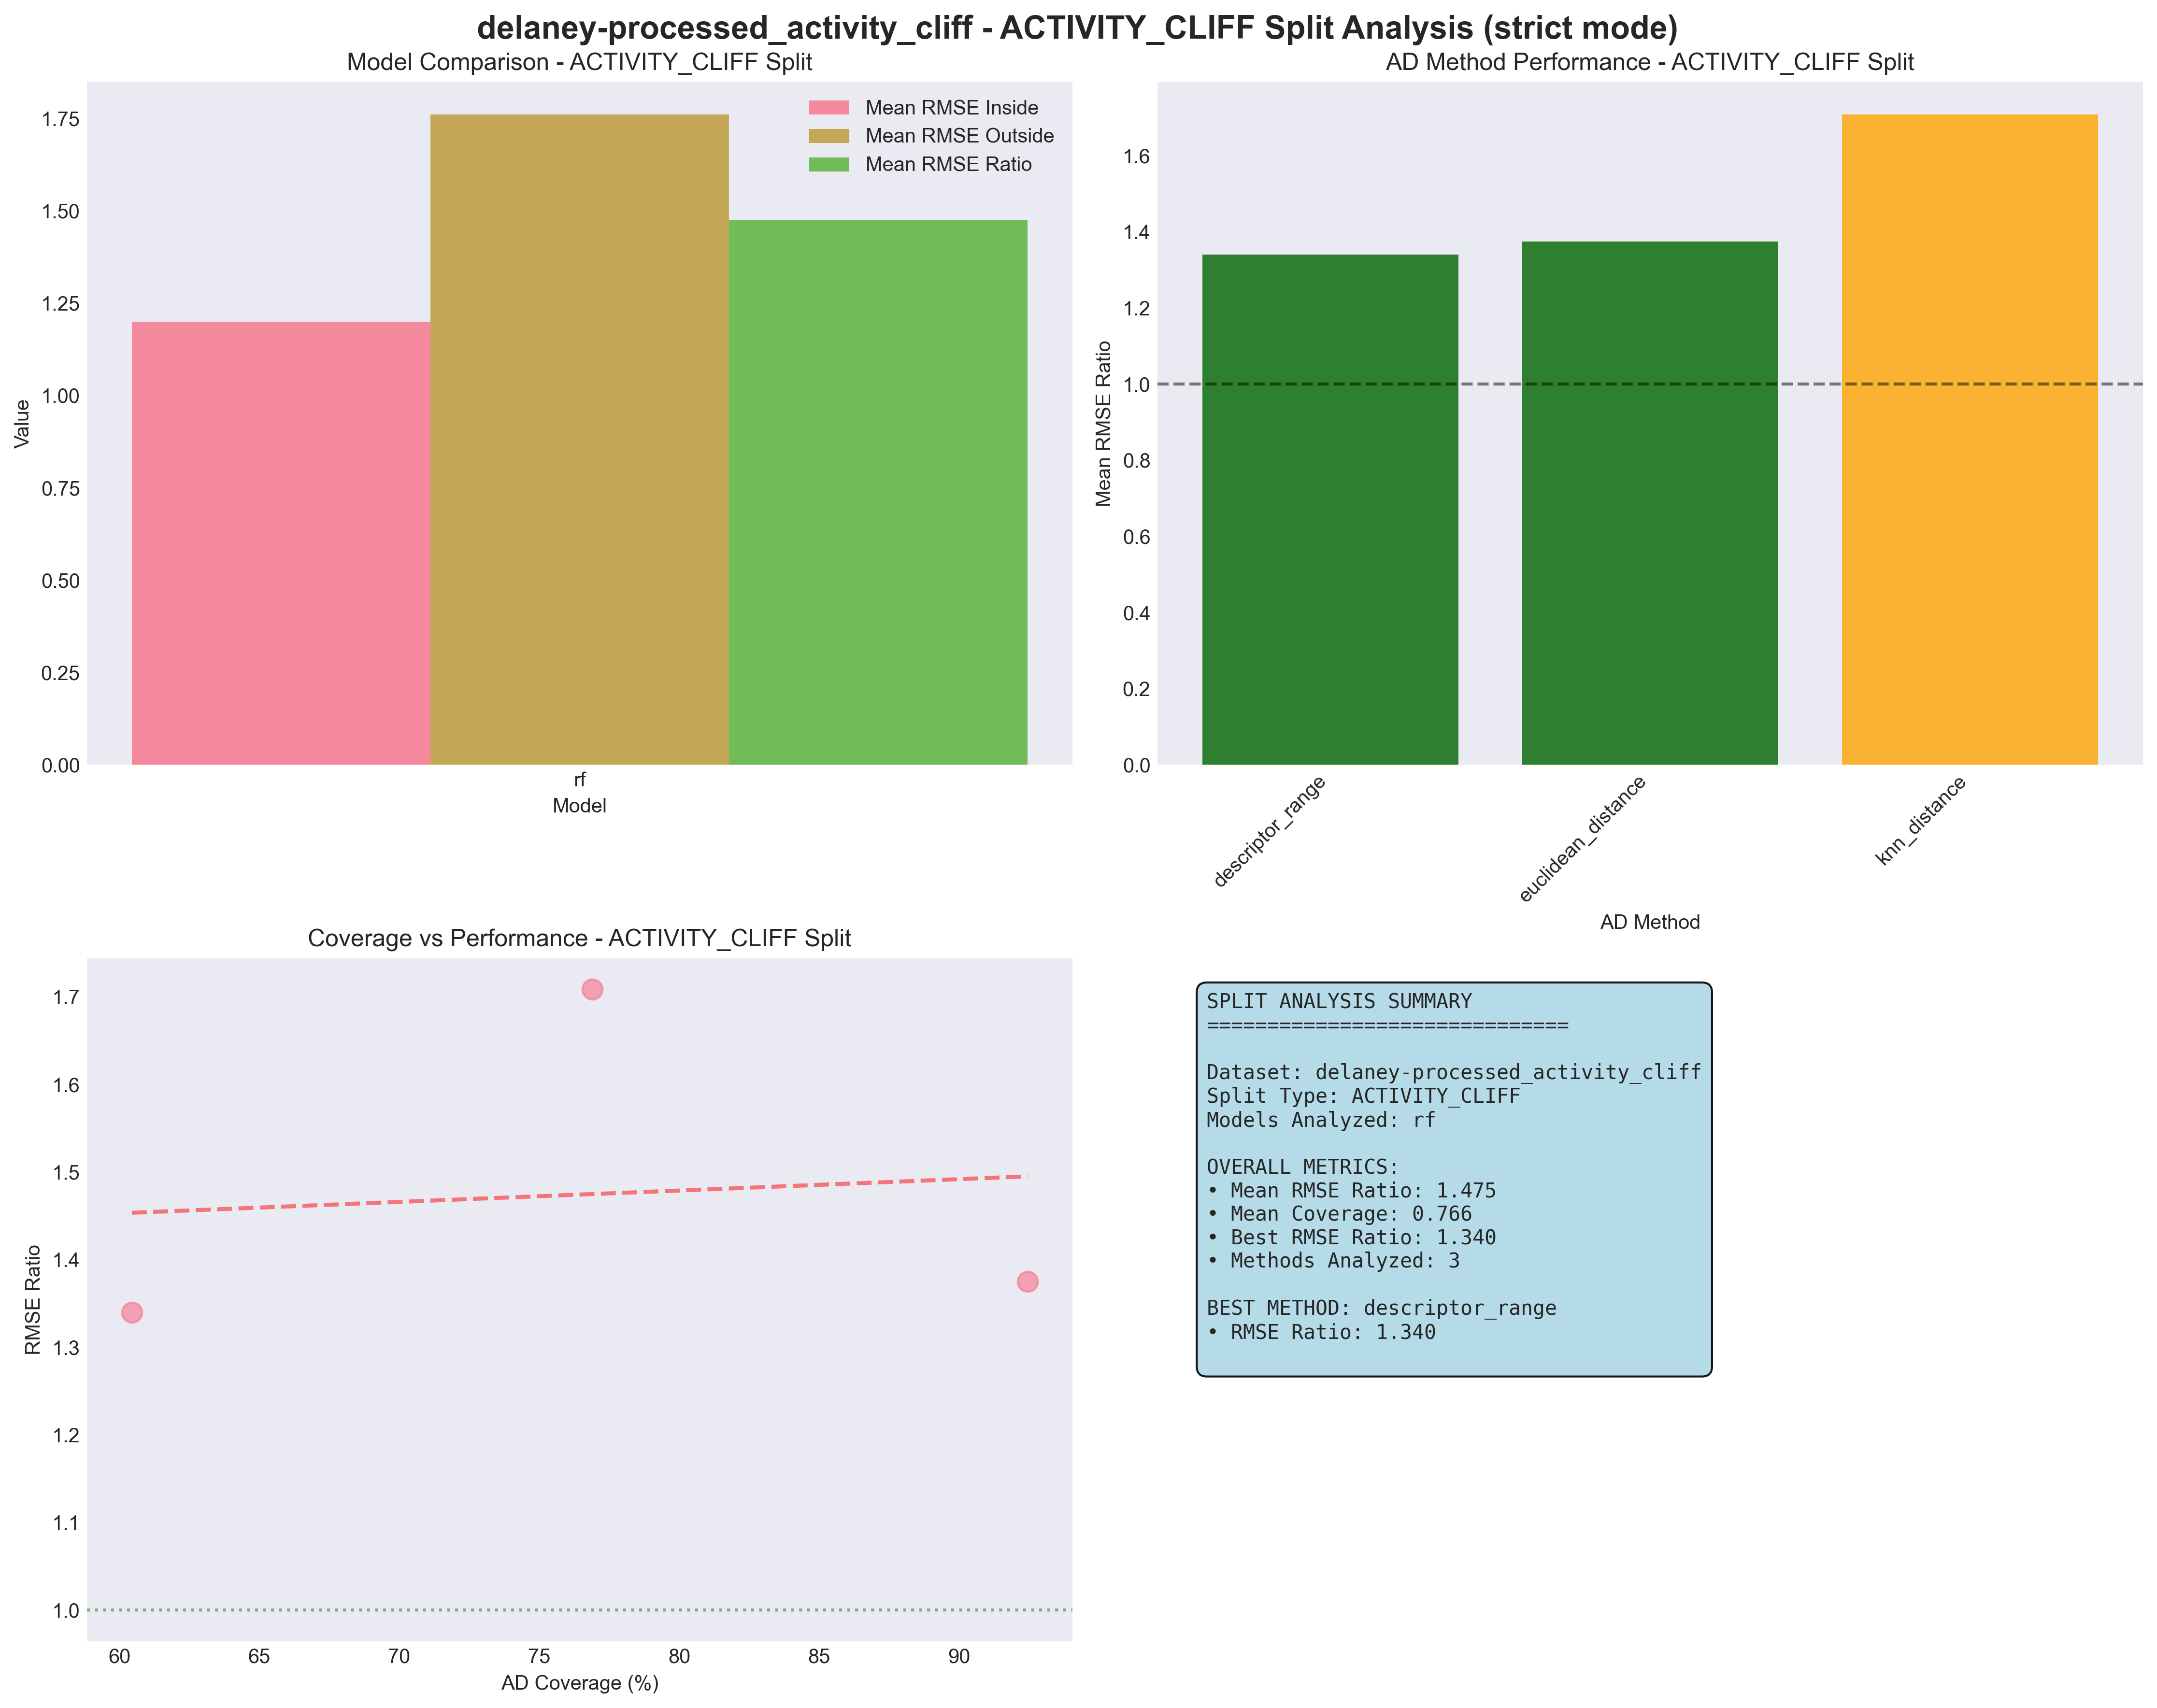 delaney-processed_activity_cliff - ACTIVITY_CLIFF Split Analysis (strict mode)
Model Comparison - ACTIVITY_CLIFF Split
Mean RMSE Inside
Mean RMSE Outside
Mean RMSE Ratio
Value
1.75
1.50
1.25
1.00
0.75
0.50
0.25
0.00
rf
Model
AD Method Performance - ACTIVITY_CLIFF Split
Mean RMSE Ratio
1.6
1.4
1.2
1.0
0.8
0.6
0.4
0.2
0.0
descriptor_range
euclidean_distance
knn_distance
AD Method
Coverage vs Performance - ACTIVITY_CLIFF Split
RMSE Ratio
1.7
1.6
1.5
1.4
1.3
1.2
1.1
1.0
60 65 70 75 80 85 90
AD Coverage (%)
SPLIT ANALYSIS SUMMARY
==============================
Dataset: delaney-processed_activity_cliff
Split Type: ACTIVITY_CLIFF
Models Analyzed: rf
OVERALL METRICS:
• Mean RMSE Ratio: 1.475
• Mean Coverage: 0.766
• Best RMSE Ratio: 1.340
• Methods Analyzed: 3
BEST METHOD: descriptor_range
• RMSE Ratio: 1.340